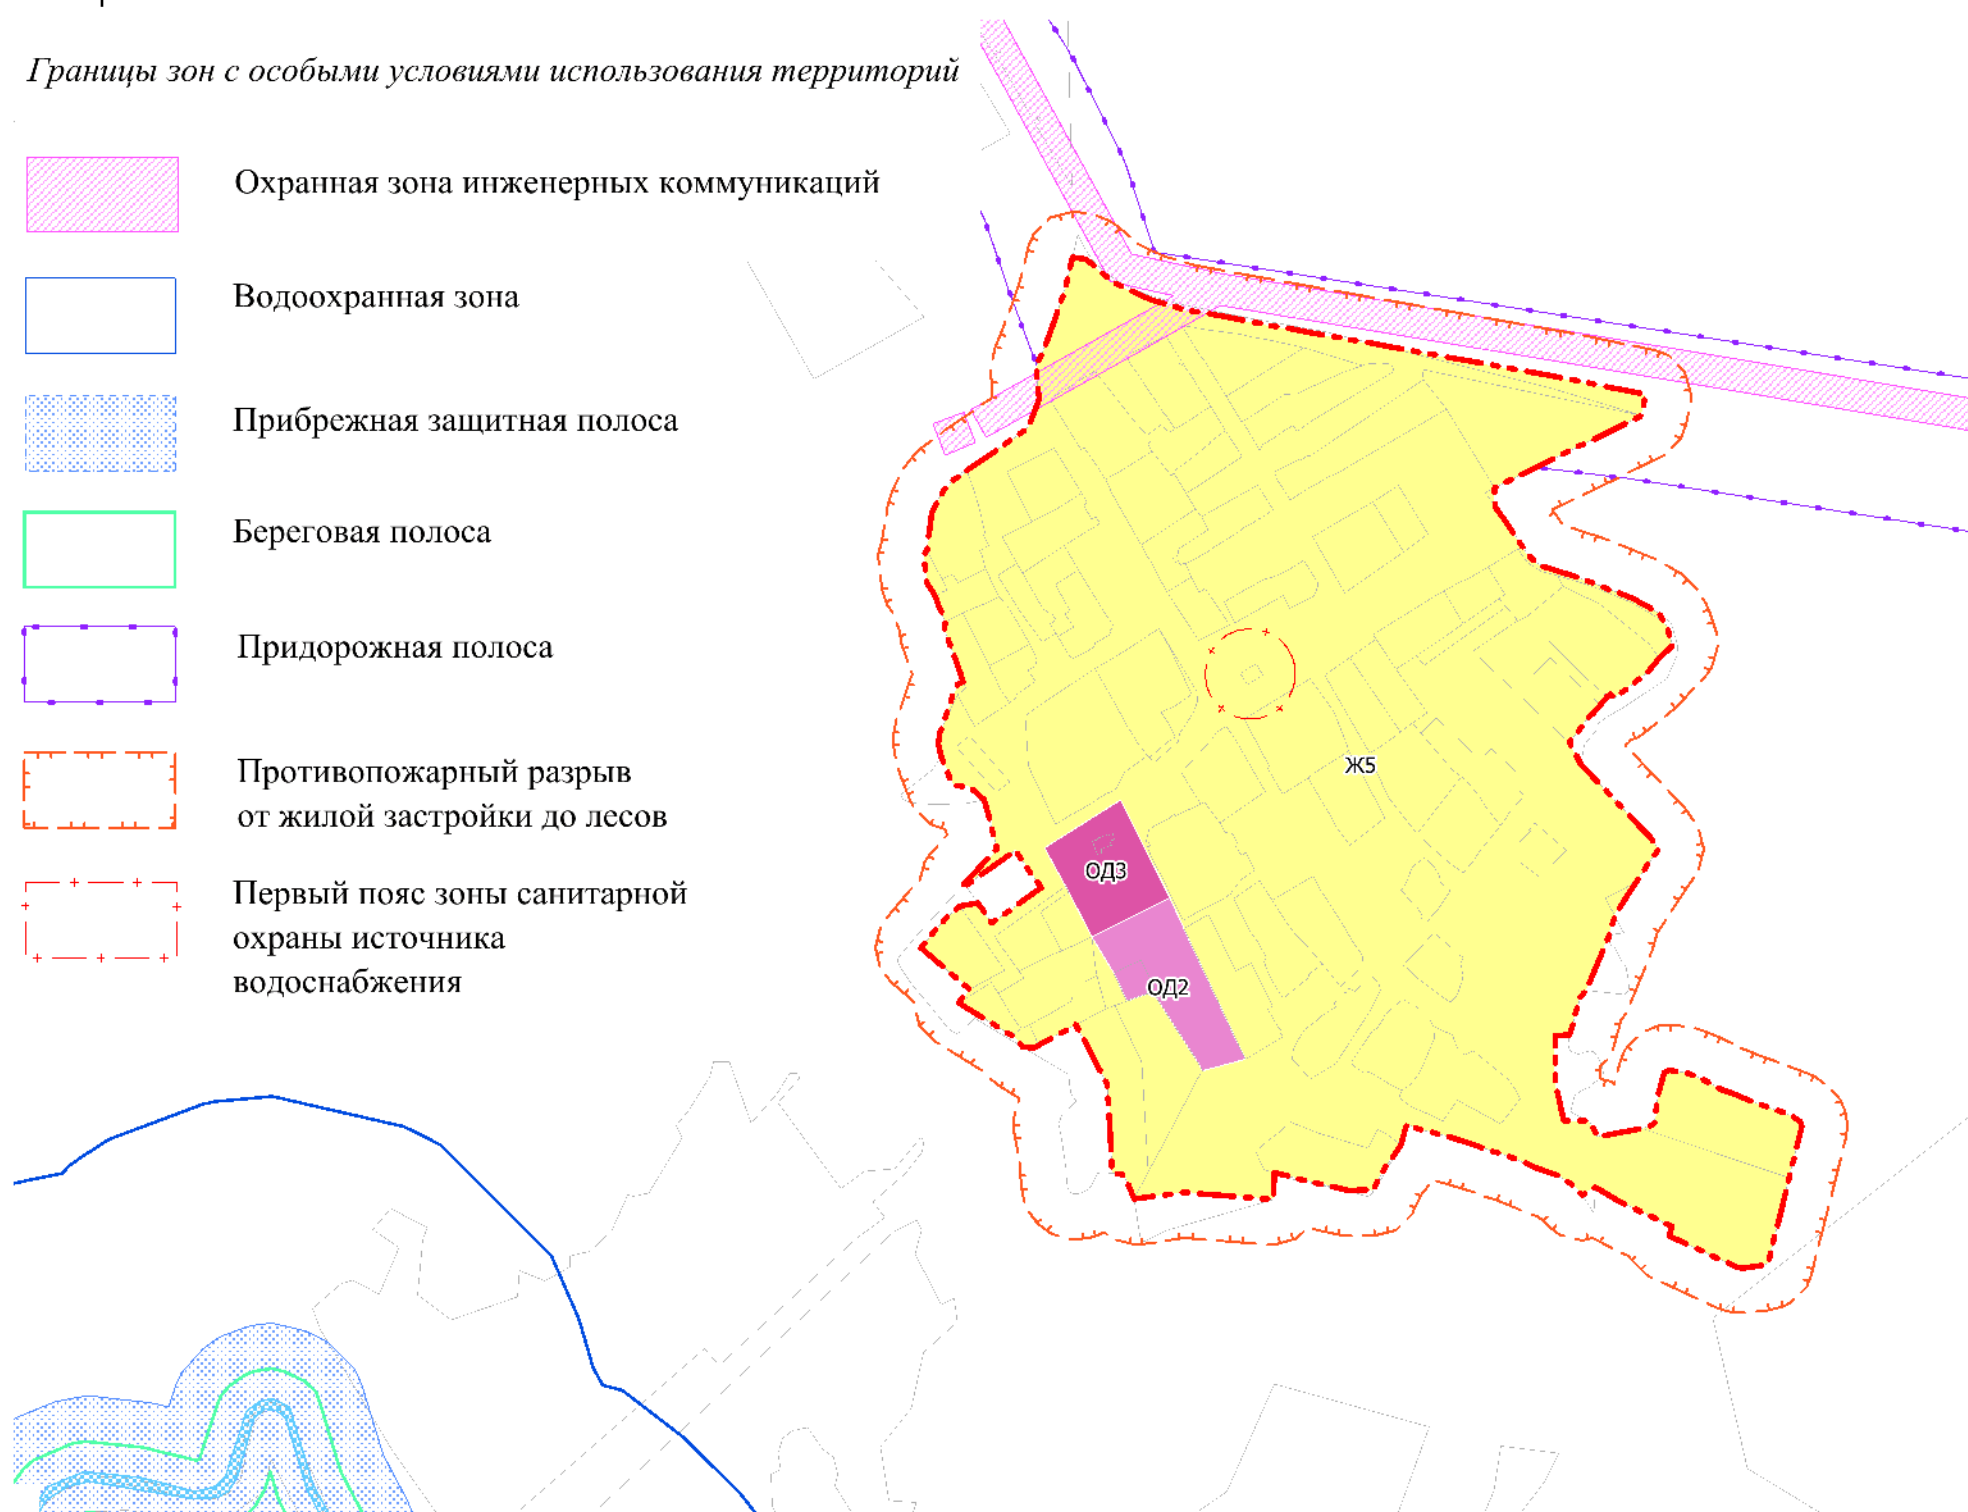 Границы зон с особыми условиями использования территорий
Охранная зона инженерных коммуникаций
Водоохранная зона
Прибрежная защитная полоса
Береговая полоса
Придорожная полоса
Противопожарный разрыв
от жилой застройки до лесов
Первый пояс зоны санитарной
охраны источника
водоснабжения
Ж5
ОД3
ОД2